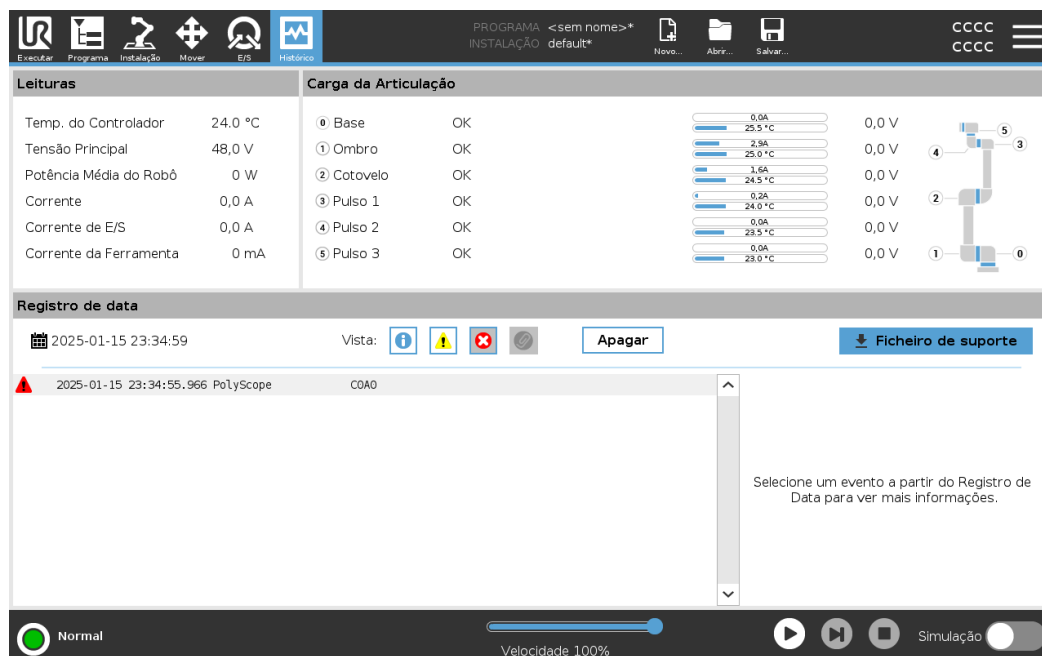 UR
PROGRAMA <sem nome>*
INSTALAÇÃO default*
Executar Programa Instalação Mover E/S Histórico
Novo... Abrir... Salvar...
CCCC
CCCC
Leituras
Temp. do Controlador 24.0 °C
Tensão Principal 48,0 V
Potência Média do Robô 0 W
Corrente 0,0 A
Corrente de E/S 0,0 A
Corrente da Ferramenta 0 mA
Carga da Articulação
0 Base OK 0,0A 25.5 °C 0,0 V
1 Ombro OK 2,9A 25.0 °C 0,0 V
2 Cotovelo OK 1,6A 24.5 °C 0,0 V
3 Pulso 1 OK 0,2A 24.0 °C 0,0 V
4 Pulso 2 OK 0,0A 23.5 °C 0,0 V
5 Pulso 3 OK 0,0A 23.0 °C 0,0 V
5
3
4
2
1 0
Registro de data
2025-01-15 23:34:59 Vista: Apagar Ficheiro de suporte
2025-01-15 23:34:55.966 PolyScope C0A0
Selecione um evento a partir do Registro de
Data para ver mais informações.
Normal
Velocidade 100%
Simulação